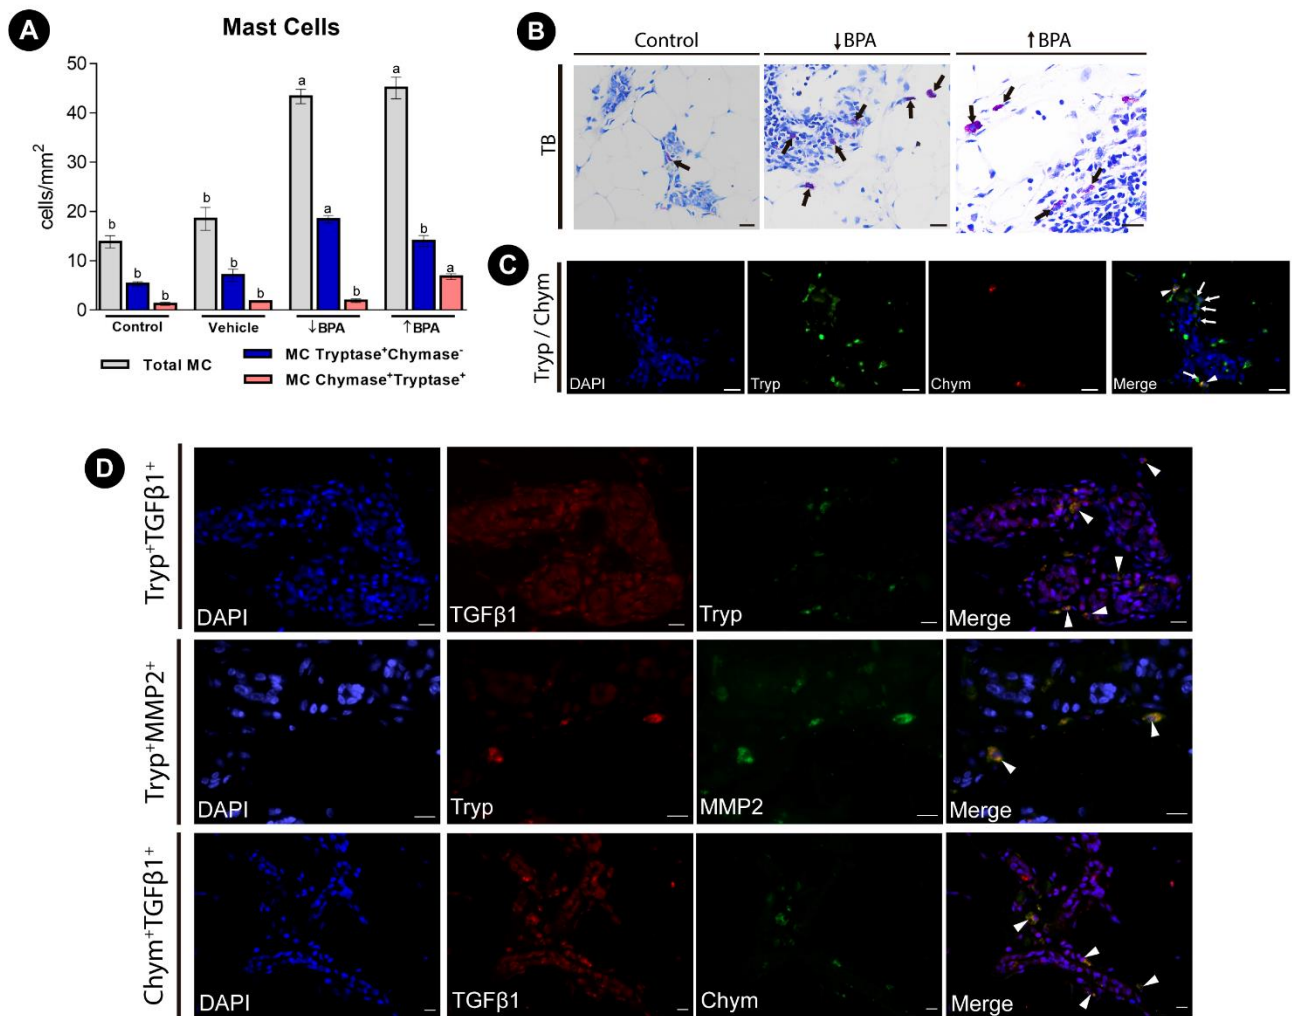 A
Mast Cells
cells/mm²
50
40
30
20
10
0
b
b
b
b
b
b
a
a
b
a
b
a
Control
Vehicle
↓BPA
↑BPA
Total MC
MC Tryptase⁺Chymase⁻
MC Chymase⁺Tryptase⁺
B
Control
↓BPA
↑BPA
TB
C
Tryp / Chym
DAPI
Tryp
Chym
Merge
D
Tryp⁺TGFβ1⁺
DAPI
TGFβ1
Tryp
Merge
Tryp⁺MMP2⁺
DAPI
Tryp
MMP2
Merge
Chym⁺TGFβ1⁺
DAPI
TGFβ1
Chym
Merge